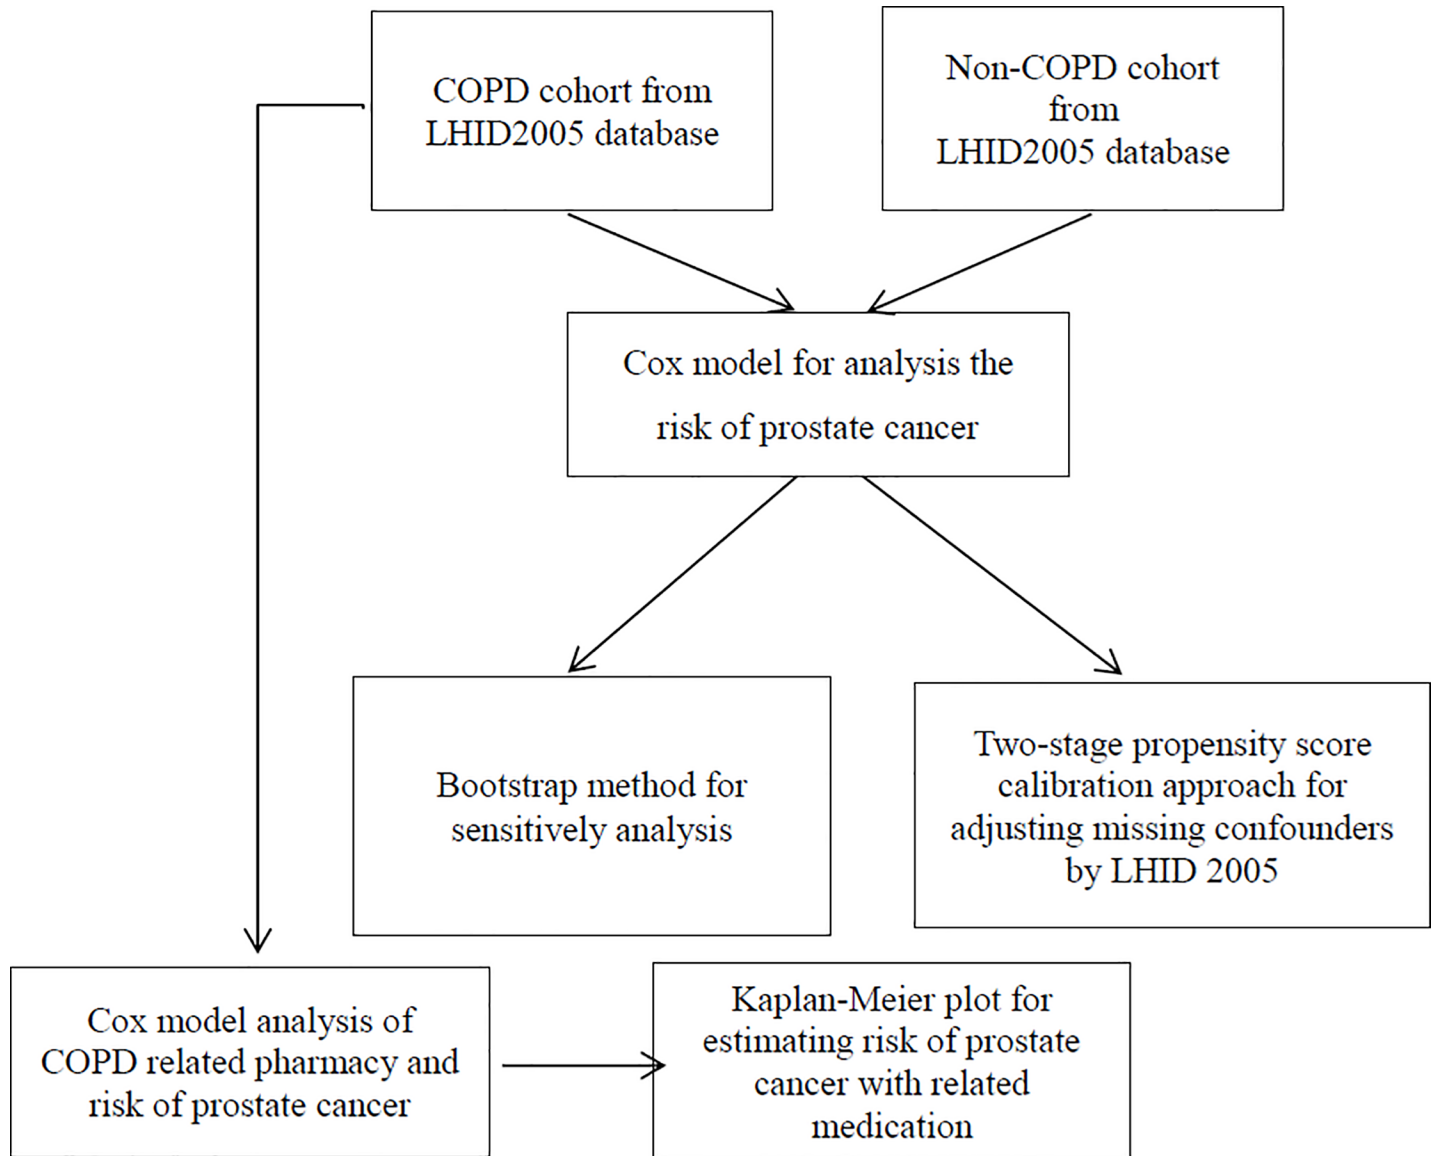 COPD cohort from
LHID2005 database
Non-COPD cohort
from
LHID2005 database
Cox model for analysis the
risk of prostate cancer
Bootstrap method for
sensitively analysis
Two-stage propensity score
calibration approach for
adjusting missing confounders
by LHID 2005
Cox model analysis of
COPD related pharmacy and
risk of prostate cancer
Kaplan-Meier plot for
estimating risk of prostate
cancer with related
medication